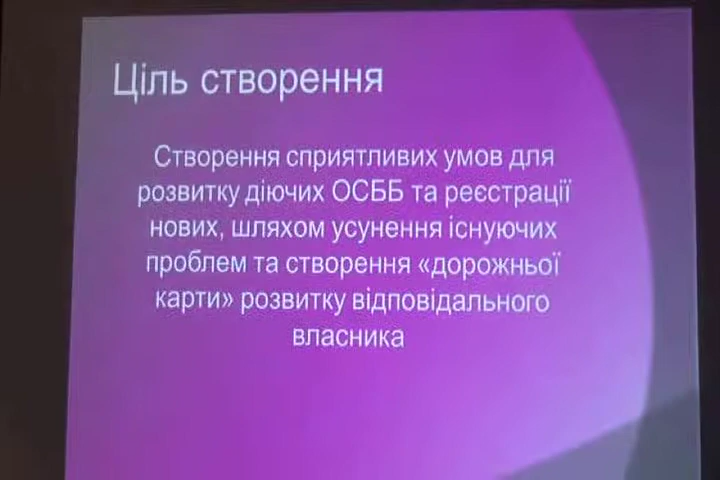 Ціль створення
Створення сприятливих умов для
розвитку діючих ОСББ та реєстрації
нових, шляхом усунення існуючих
проблем та створення «дорожньої
карти» розвитку відповідального
власника